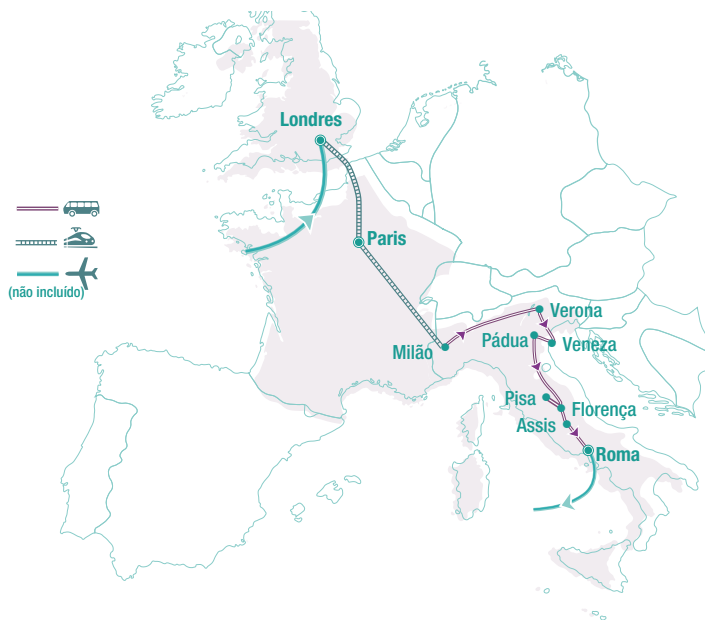 Londres
Paris
(não incluído)
Verona
Pádua
Veneza
Milão
Pisa
Florença
Assis
Roma